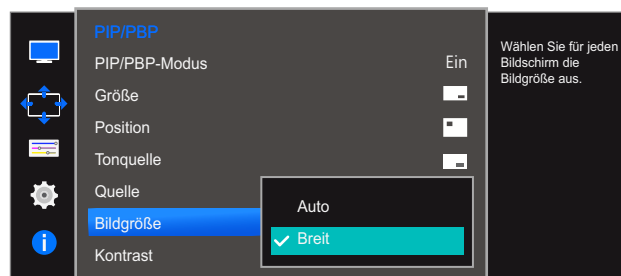 PIP/PBP
PIP/PBP-Modus Ein
Größe
Position
Tonquelle
Quelle
Bildgröße
Kontrast
Auto
Breit
Wählen Sie für jeden
Bildschirm die
Bildgröße aus.